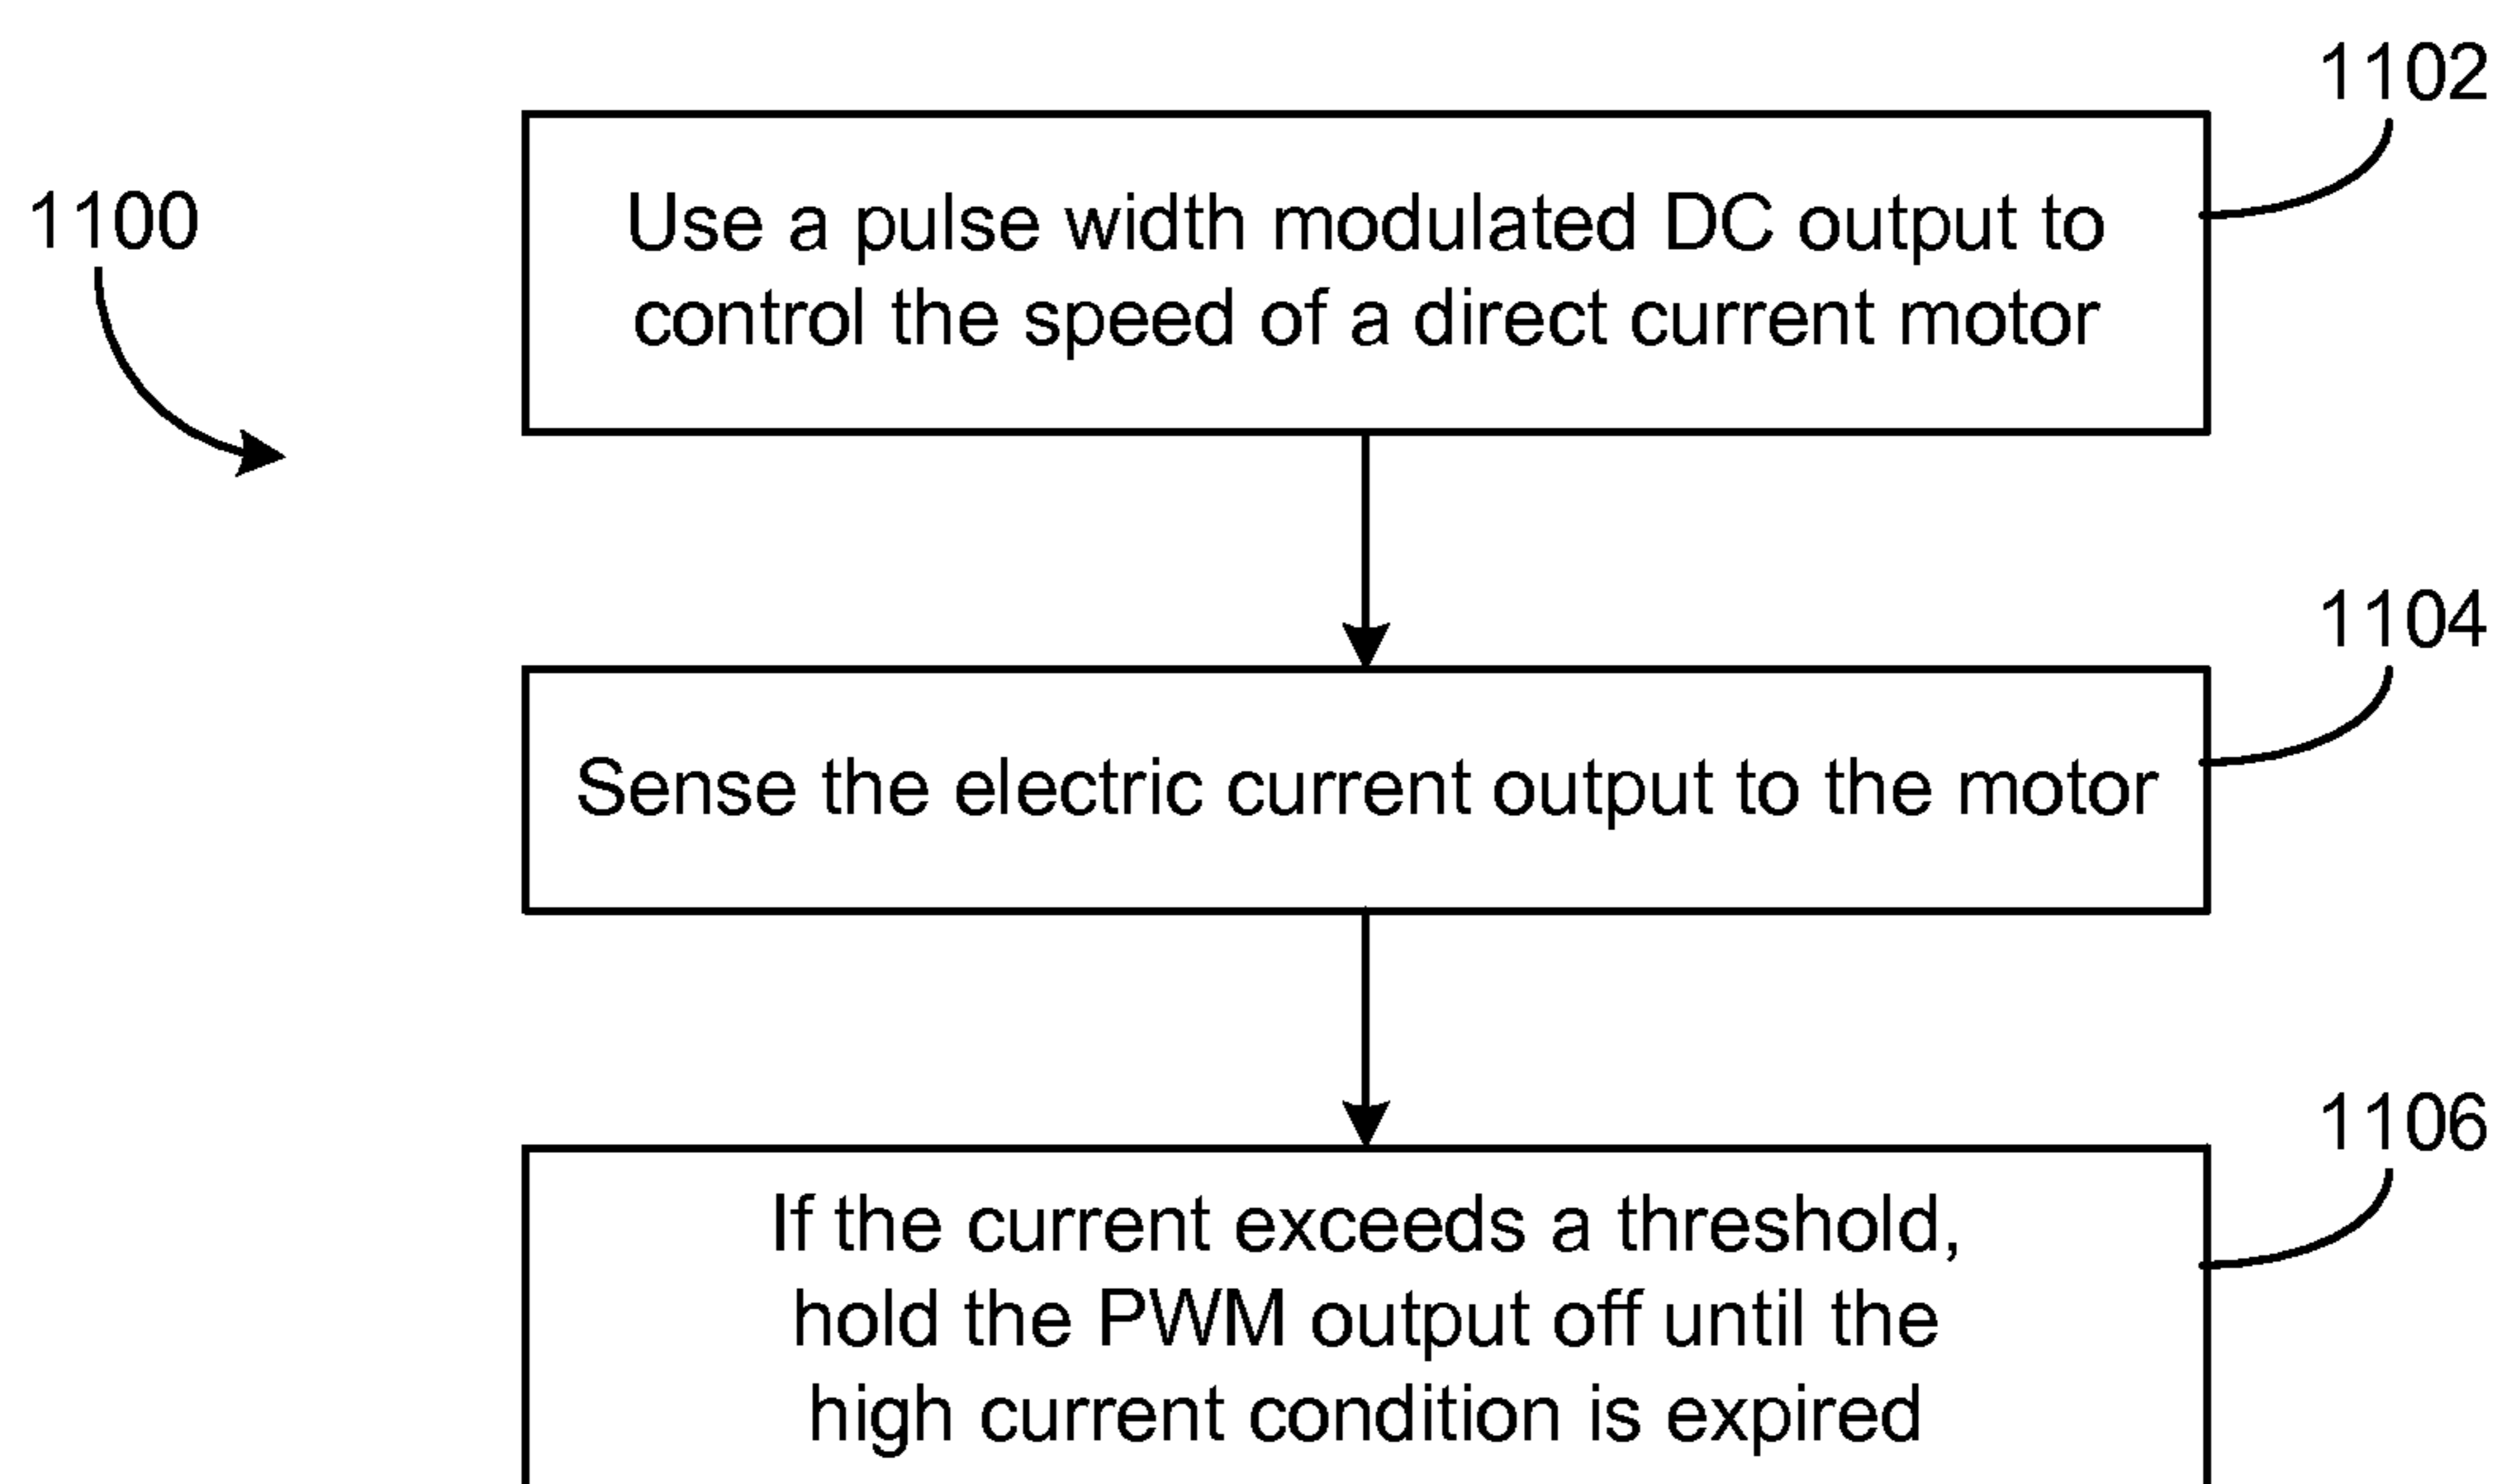 1102
1100
Use a pulse width modulated DC output to
control the speed of a direct current motor
1104
Sense the electric current output to the motor
1106
If the current exceeds a threshold,
hold the PWM output off until the
high current condition is expired